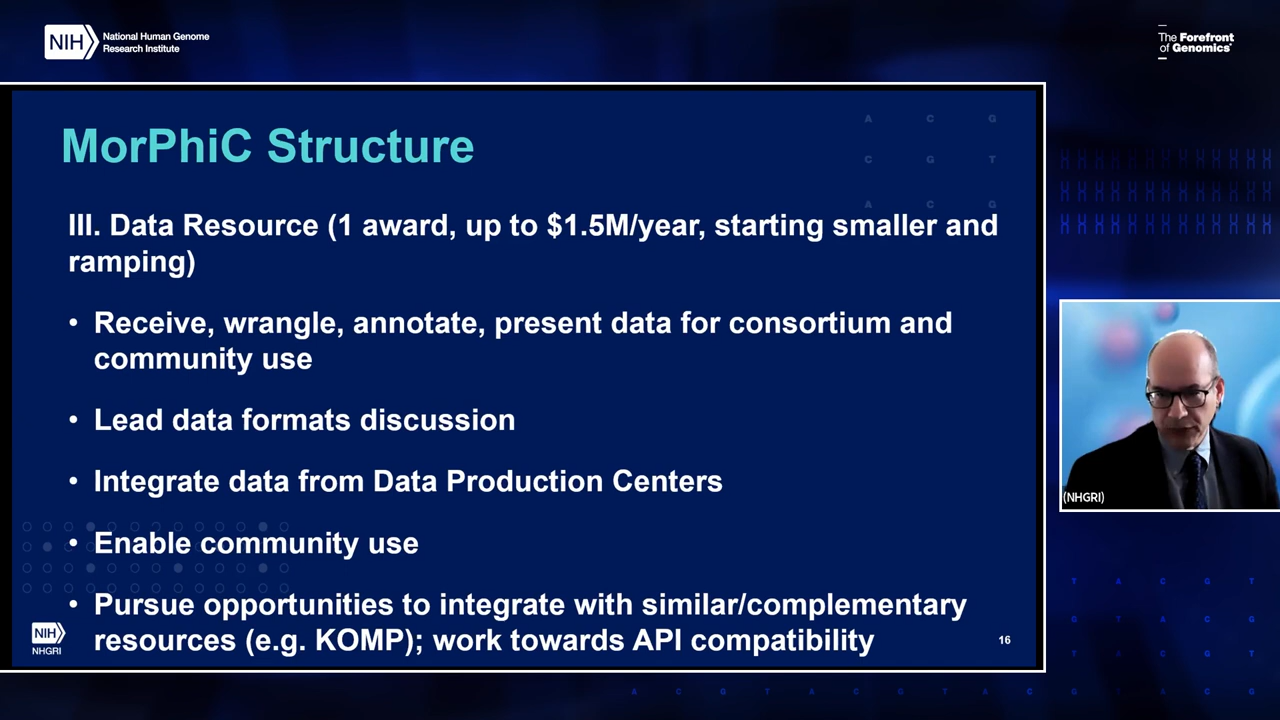 NIH
National Human Genome
Research Institute
The Forefront
of Genomics®
MorPhiC Structure
A C G
C G T
A C G
III. Data Resource (1 award, up to $1.5M/year, starting smaller and
ramping)
• Receive, wrangle, annotate, present data for consortium and
community use
• Lead data formats discussion
• Integrate data from Data Production Centers
• Enable community use
• Pursue opportunities to integrate with similar/complementary
resources (e.g. KOMP); work towards API compatibility
NIH
NHGRI
16
(NHGRI)
T A C G T
G T A C G
T A C G T
A C G T A C G T A C G T A C G